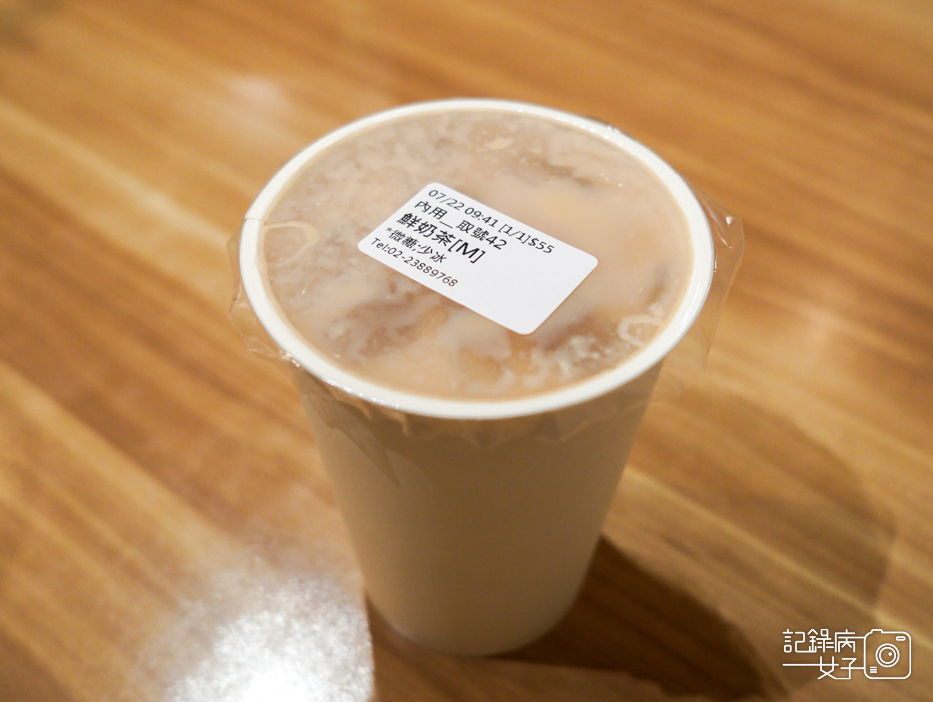 07/22 09:41 [1/1]$55
內用__取號42
鮮奶茶[M]
*微糖;少冰
Tel:02-23889768
記錄病
女子